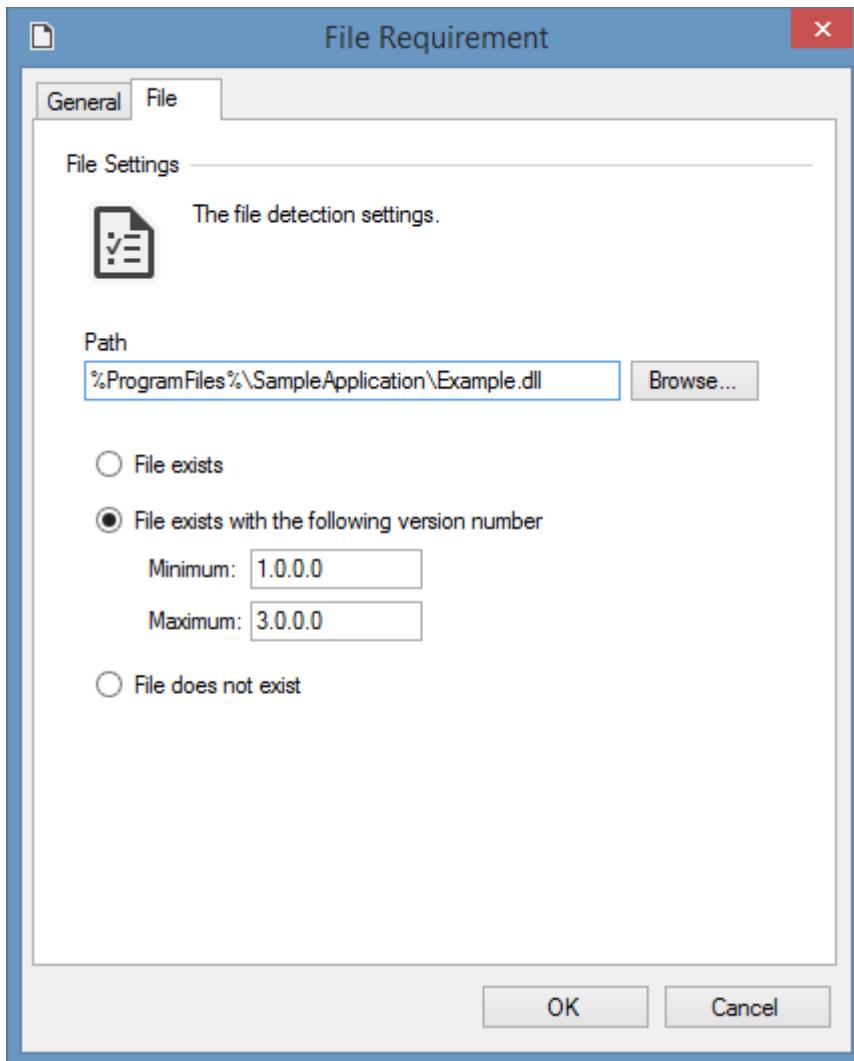 File Requirement
General File
File Settings
The file detection settings.
Path
%ProgramFiles%\SampleApplication\Example.dll Browse...
File exists
File exists with the following version number
Minimum: 1.0.0.0
Maximum: 3.0.0.0
File does not exist
OK Cancel